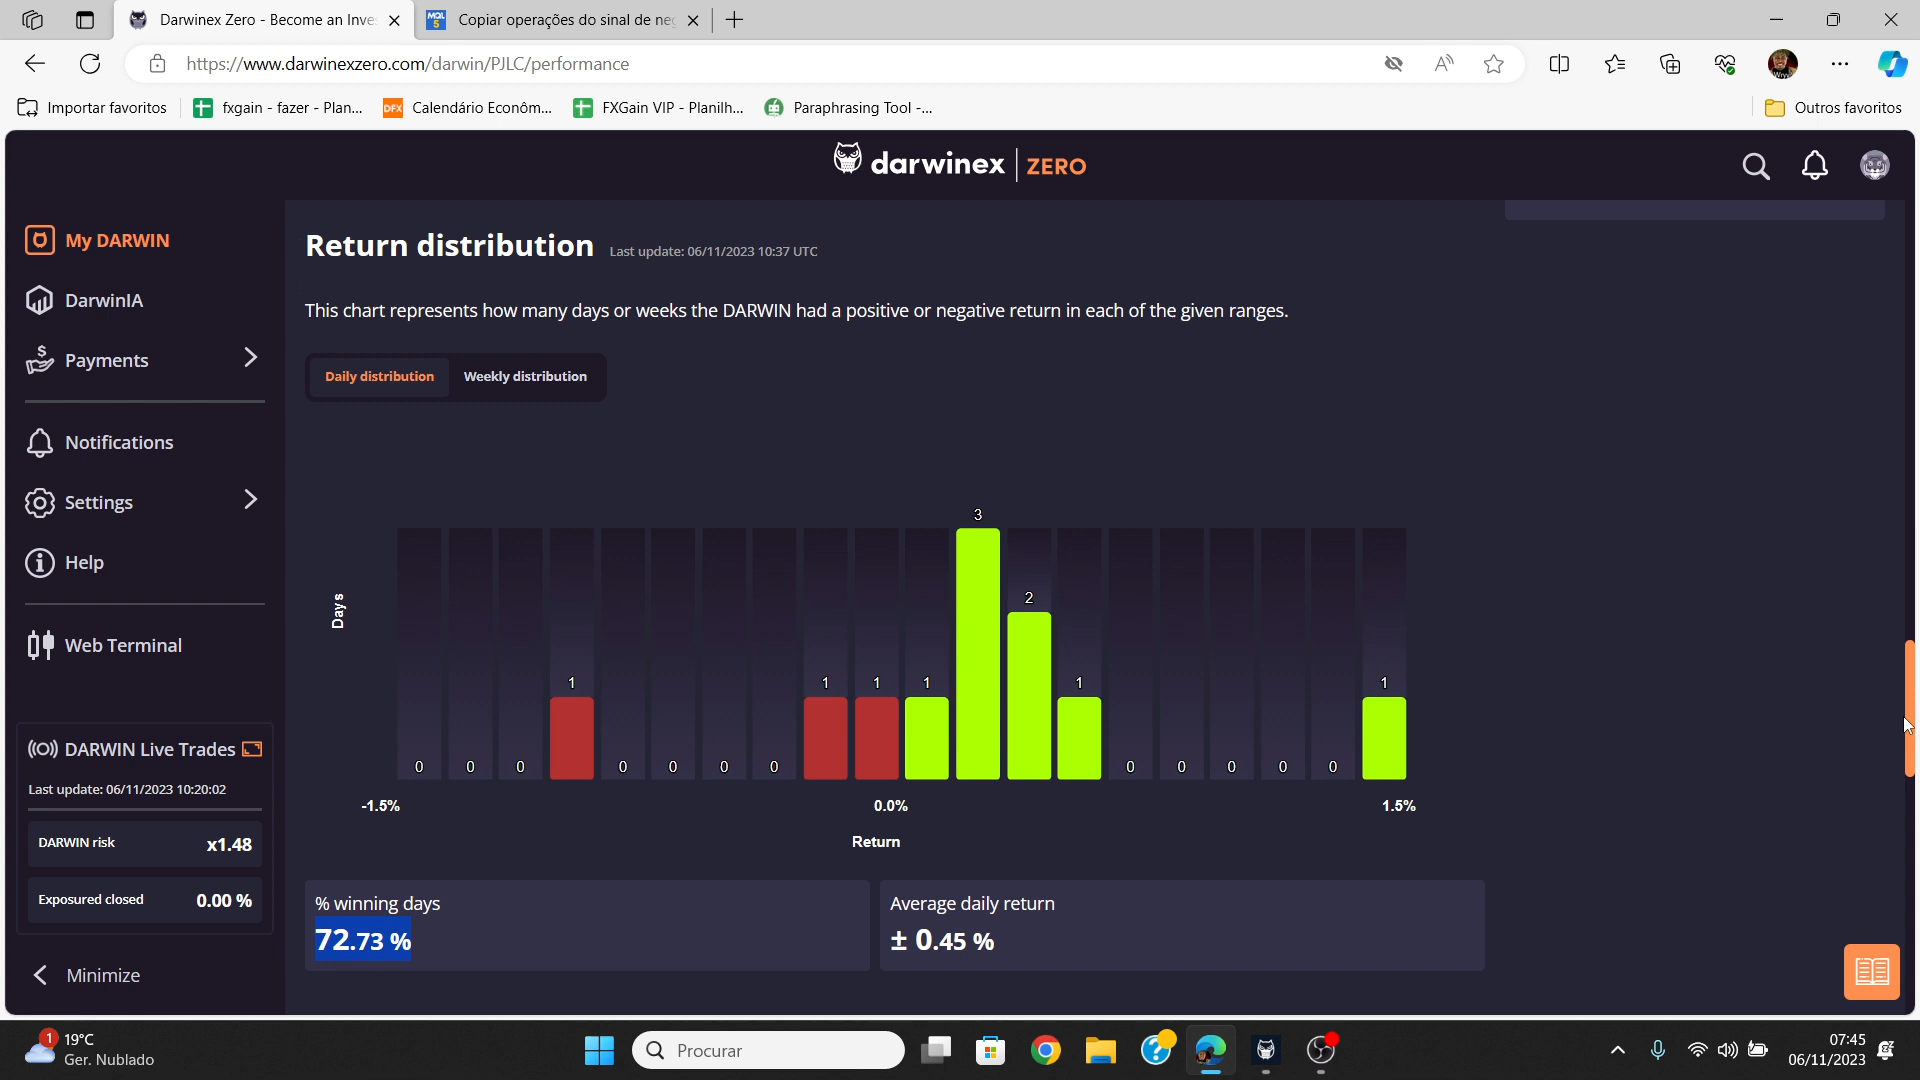 Darwinex Zero - Become an Inve
Copiar operações do sinal de neg
https://www.darwinexzero.com/darwin/PJLC/performance
Importar favoritos
fxgain - fazer - Plan...
DFX
Calendário Econôm...
FXGain VIP - Planilh...
Paraphrasing Tool -...
Outros favoritos
darwinex | ZERO
My DARWIN
DarwinIA
Payments
Notifications
Settings
Help
Web Terminal
DARWIN Live Trades
Last update: 06/11/2023 10:20:02
DARWIN risk
x1.48
Exposured closed
0.00 %
Minimize
Return distribution
Last update: 06/11/2023 10:37 UTC
This chart represents how many days or weeks the DARWIN had a positive or negative return in each of the given ranges.
Daily distribution
Weekly distribution
Days
0 0 0 1 0 0 0 0 1 1 1 3 2 1 0 0 0 0 0 1
-1.5%
0.0%
1.5%
Return
% winning days
72.73 %
Average daily return
± 0.45 %
1
19°C
Ger. Nublado
Procurar
07:45
06/11/2023